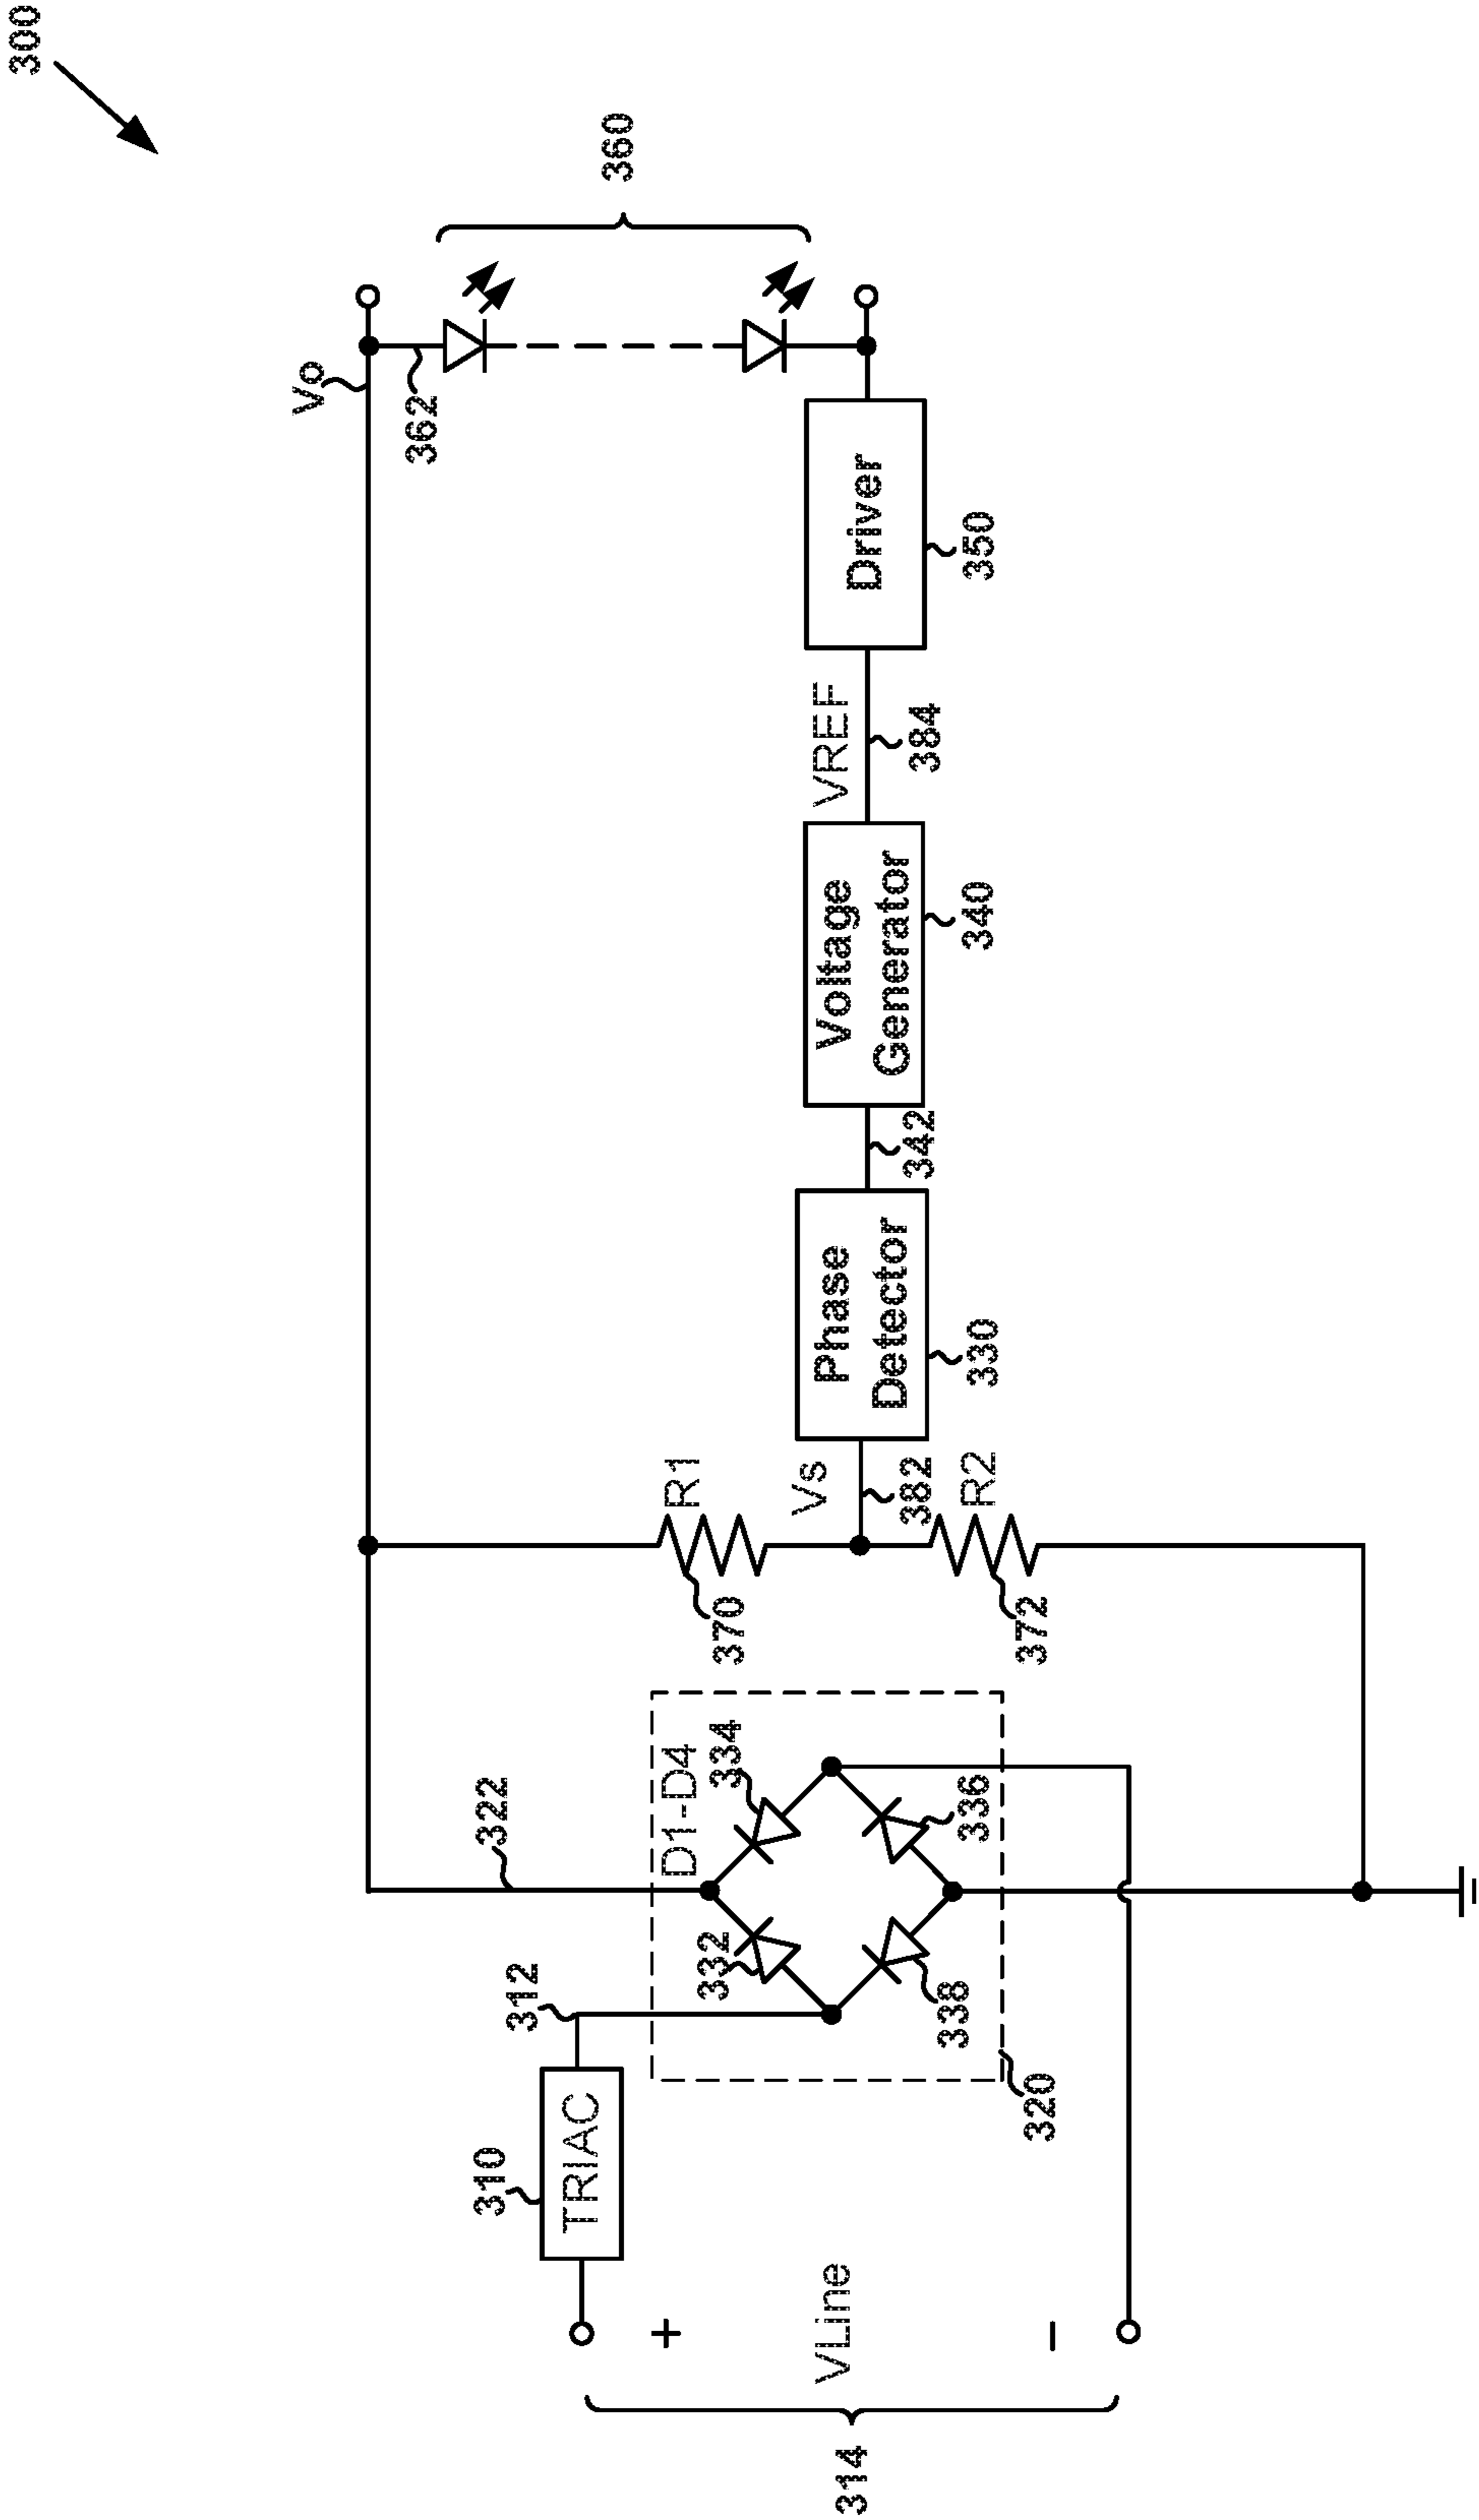 300
360
Vo
362
Driver
350
VREF
384
Voltage
Generator
340
342
Phase
Detector
330
R1
Vs
382
R2
370
372
322
D1-D4
334
336
332
338
312
320
310
TRIAC
+
VLine
−
314